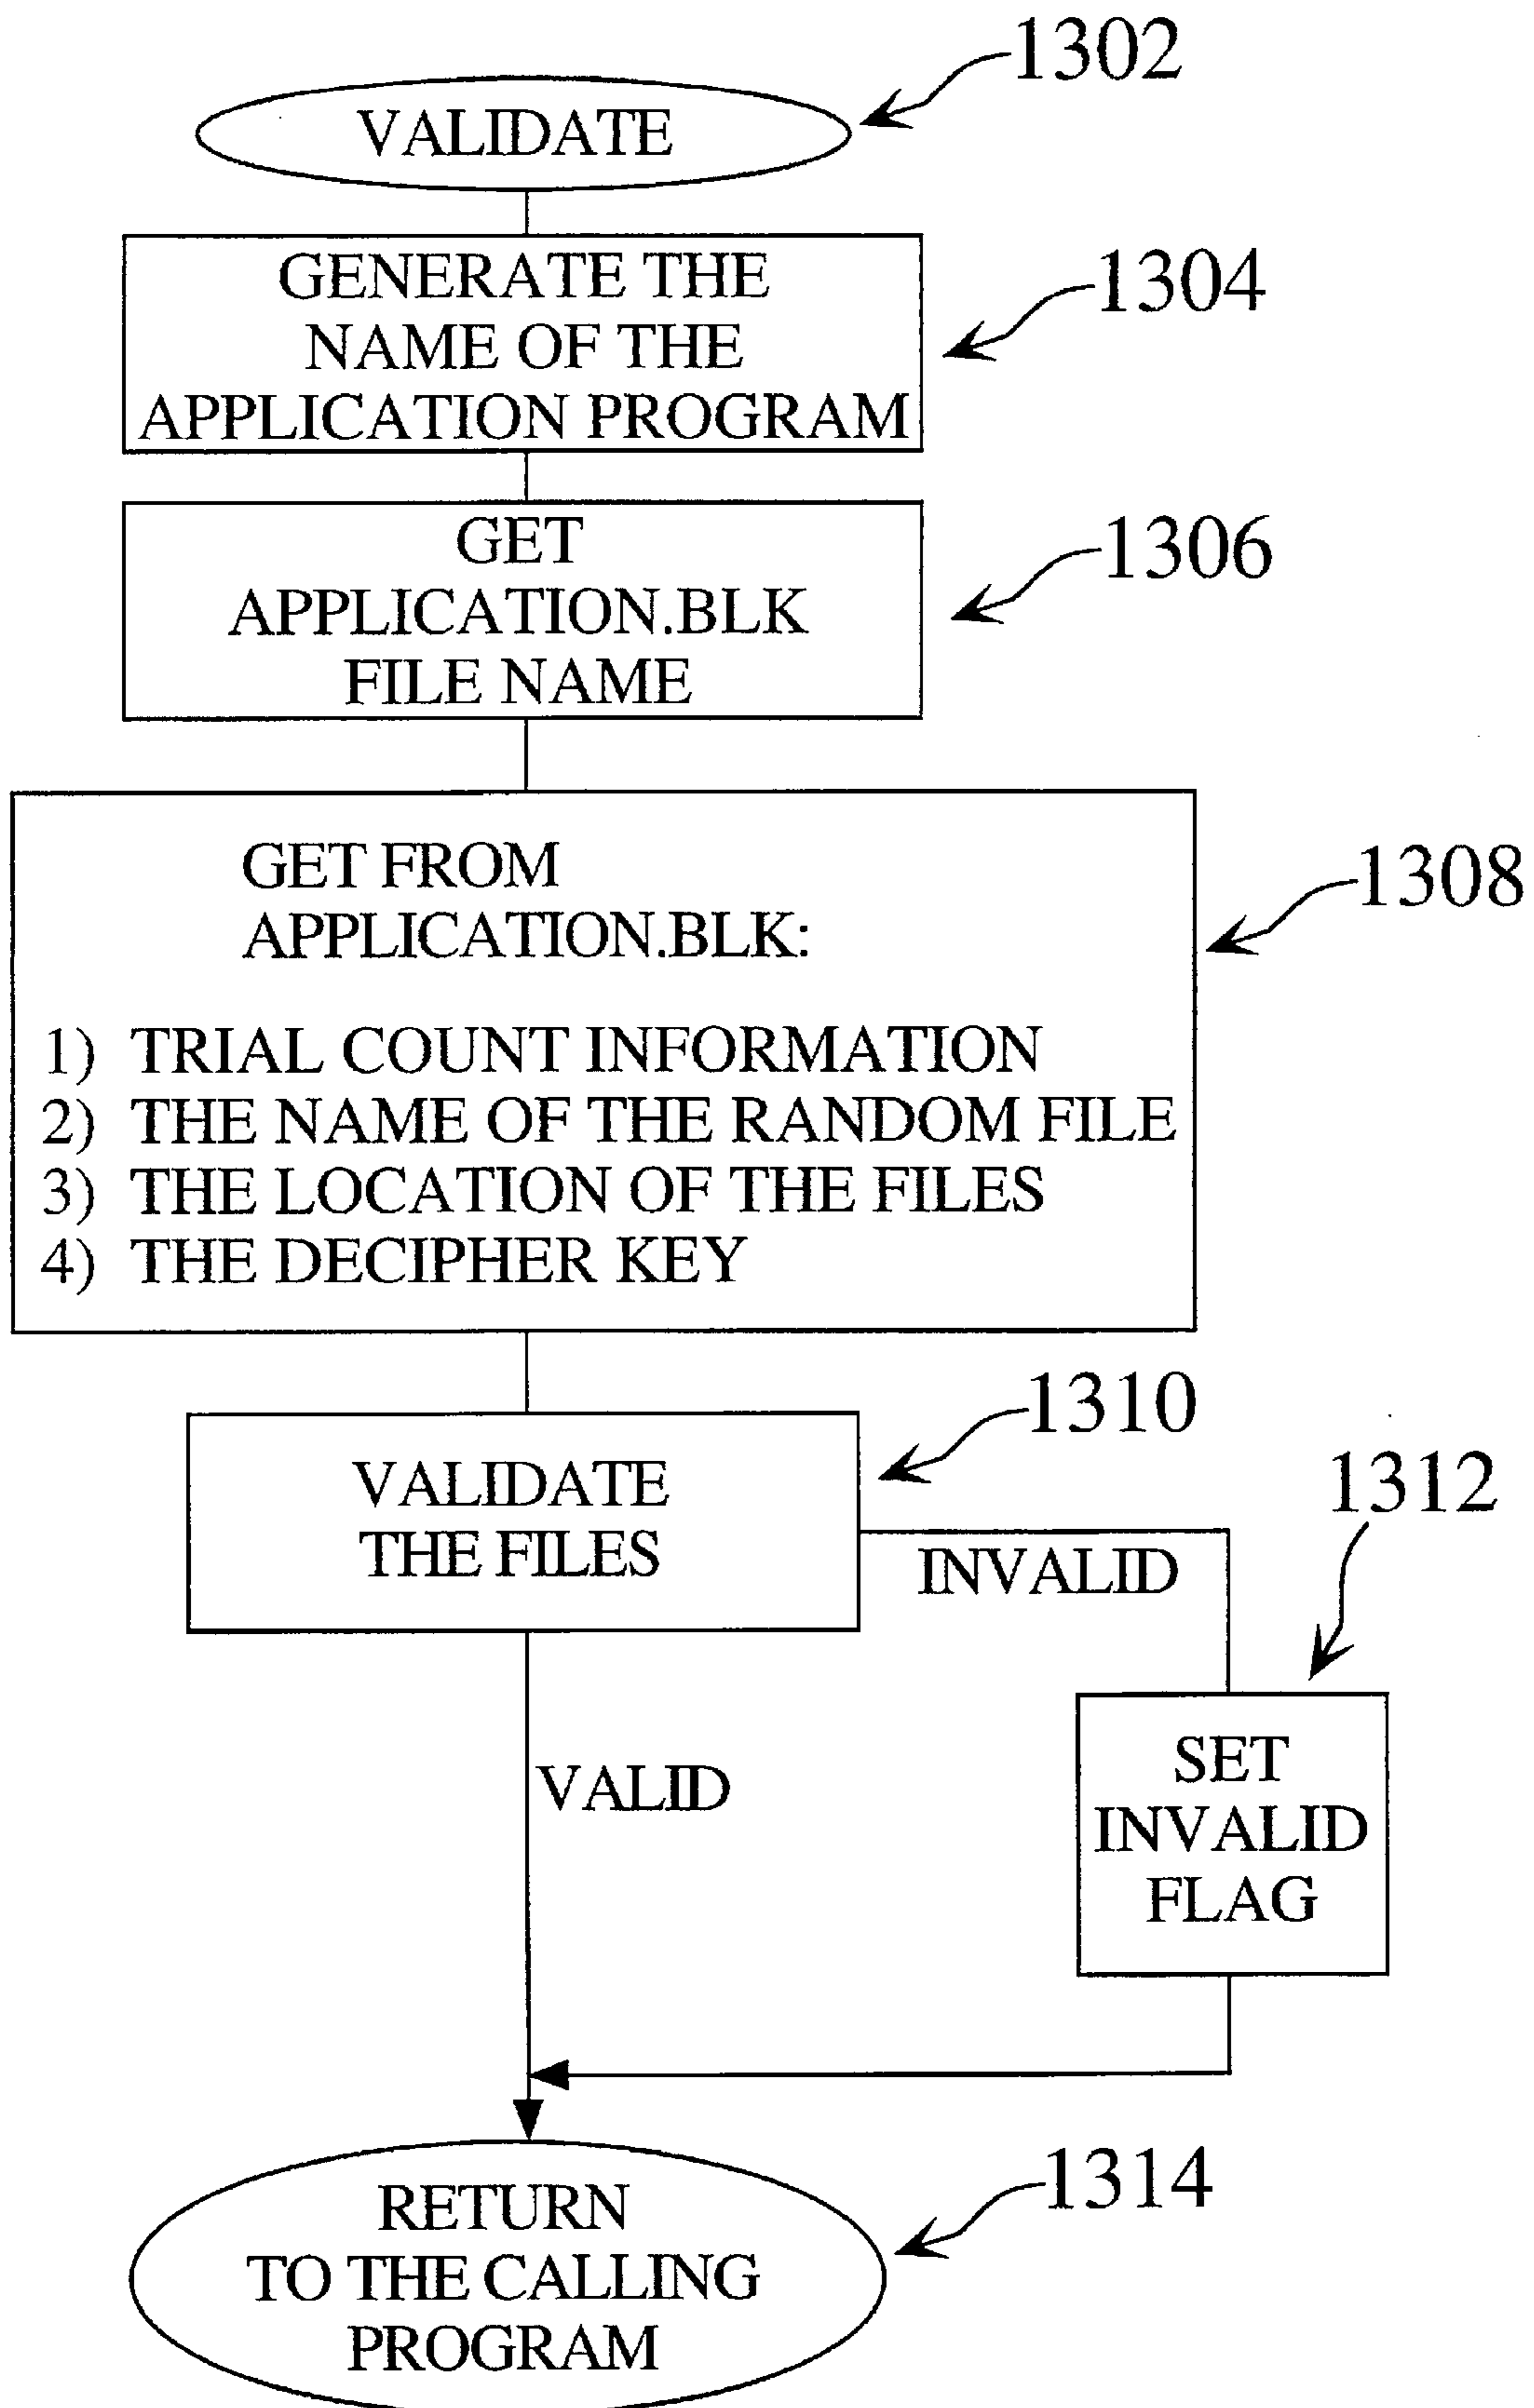 1302
VALIDATE
GENERATE THE
NAME OF THE
APPLICATION PROGRAM
1304
GET
APPLICATION.BLK
FILE NAME
1306
GET FROM
APPLICATION.BLK:
1) TRIAL COUNT INFORMATION
2) THE NAME OF THE RANDOM FILE
3) THE LOCATION OF THE FILES
4) THE DECIPHER KEY
1308
VALIDATE
THE FILES
1310
INVALID
1312
SET
INVALID
FLAG
VALID
RETURN
TO THE CALLING
PROGRAM
1314